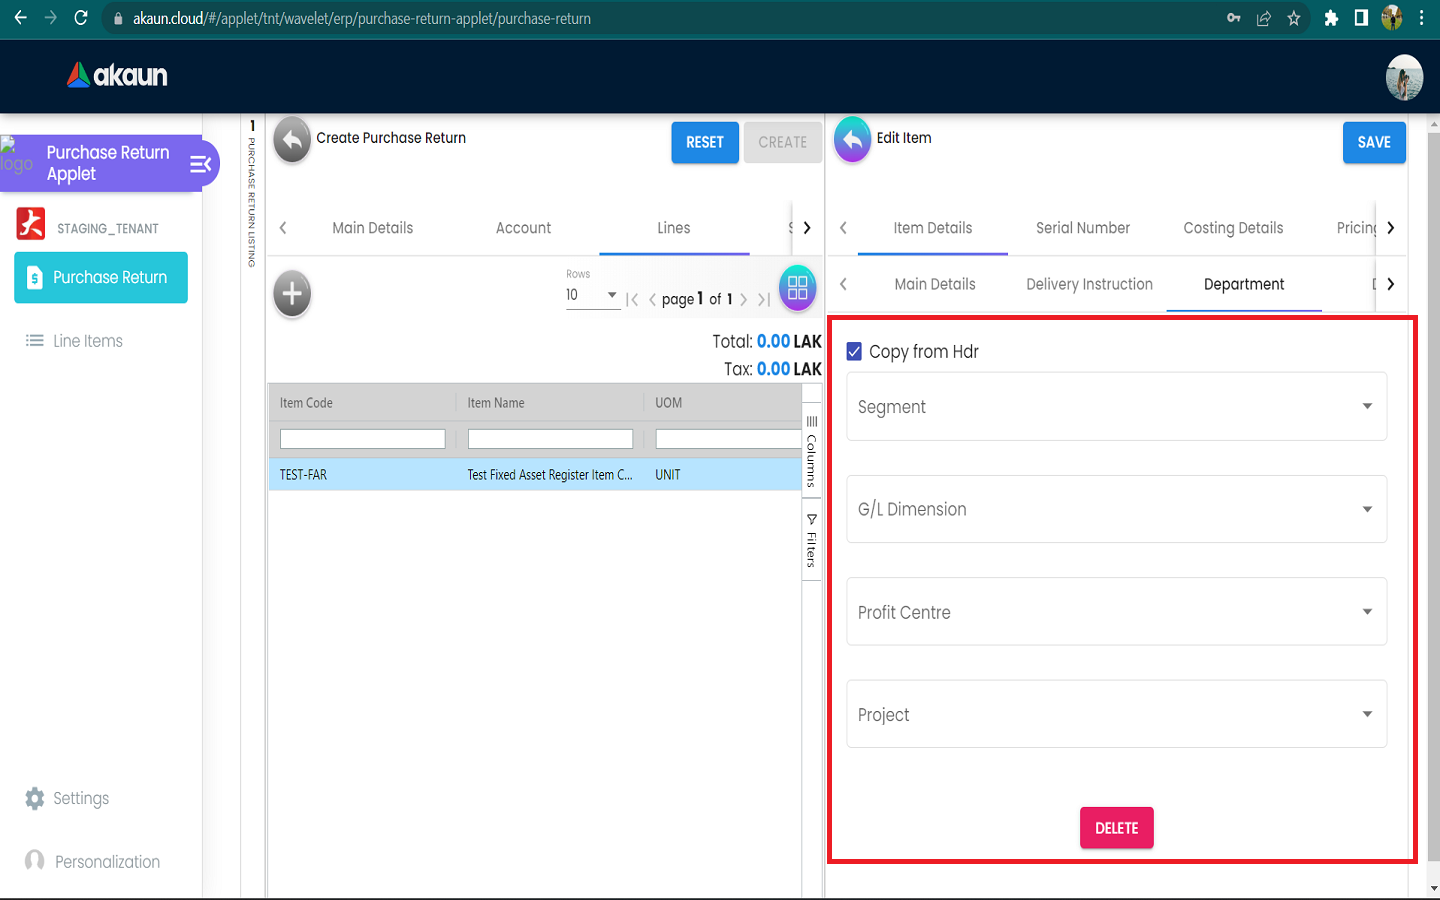 akaun.cloud/#/applet/tnt/wavelet/erp/purchase-return-applet/purchase-return
akaun
logo
Purchase Return
Applet
STAGING_TENANT
Purchase Return
Line Items
Settings
Personalization
1
PURCHASE RETURN LISTING
Create Purchase Return
RESET
CREATE
Main Details
Account
Lines
Rows
10
page 1 of 1
Total: 0.00 LAK
Tax: 0.00 LAK
Item Code
Item Name
UOM
TEST-FAR
Test Fixed Asset Register Item C...
UNIT
Columns
Filters
Edit Item
SAVE
Item Details
Serial Number
Costing Details
Pricing
Main Details
Delivery Instruction
Department
Copy from Hdr
Segment
G/L Dimension
Profit Centre
Project
DELETE